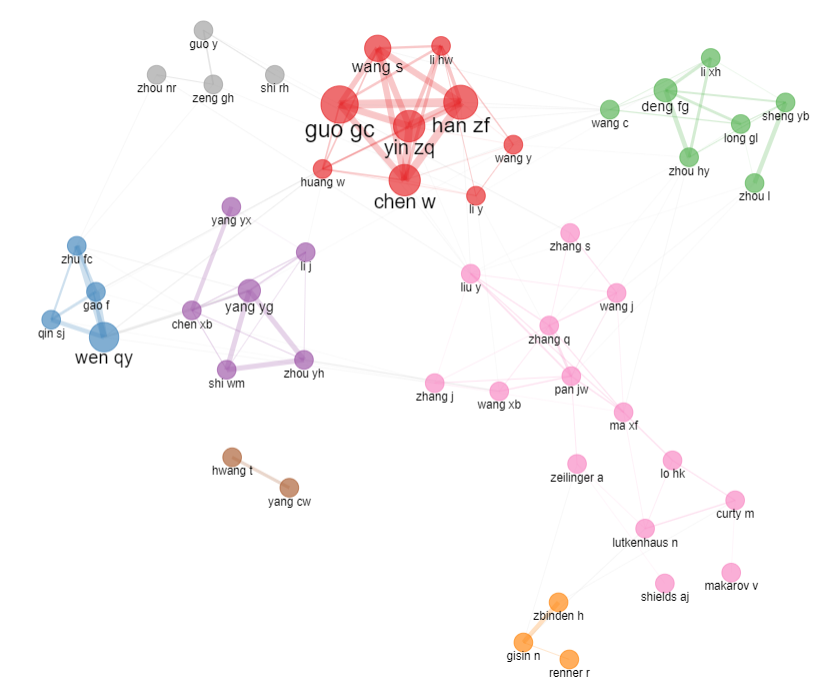 guo y
zhou nr
zeng gh
shi rh
wang s
li hw
guo gc
han zf
yin zq
wang y
huang w
chen w
li y
li xh
deng fg
sheng yb
wang c
long gl
zhou hy
zhou l
yang yx
zhu fc
li j
gao f
qin sj
yang yg
chen xb
wen qy
shi wm
zhou yh
zhang s
liu y
wang j
zhang q
zhang j
wang xb
pan jw
ma xf
hwang t
yang cw
zeilinger a
lo hk
curty m
lutkenhaus n
shields aj
makarov v
zbinden h
gisin n
renner r